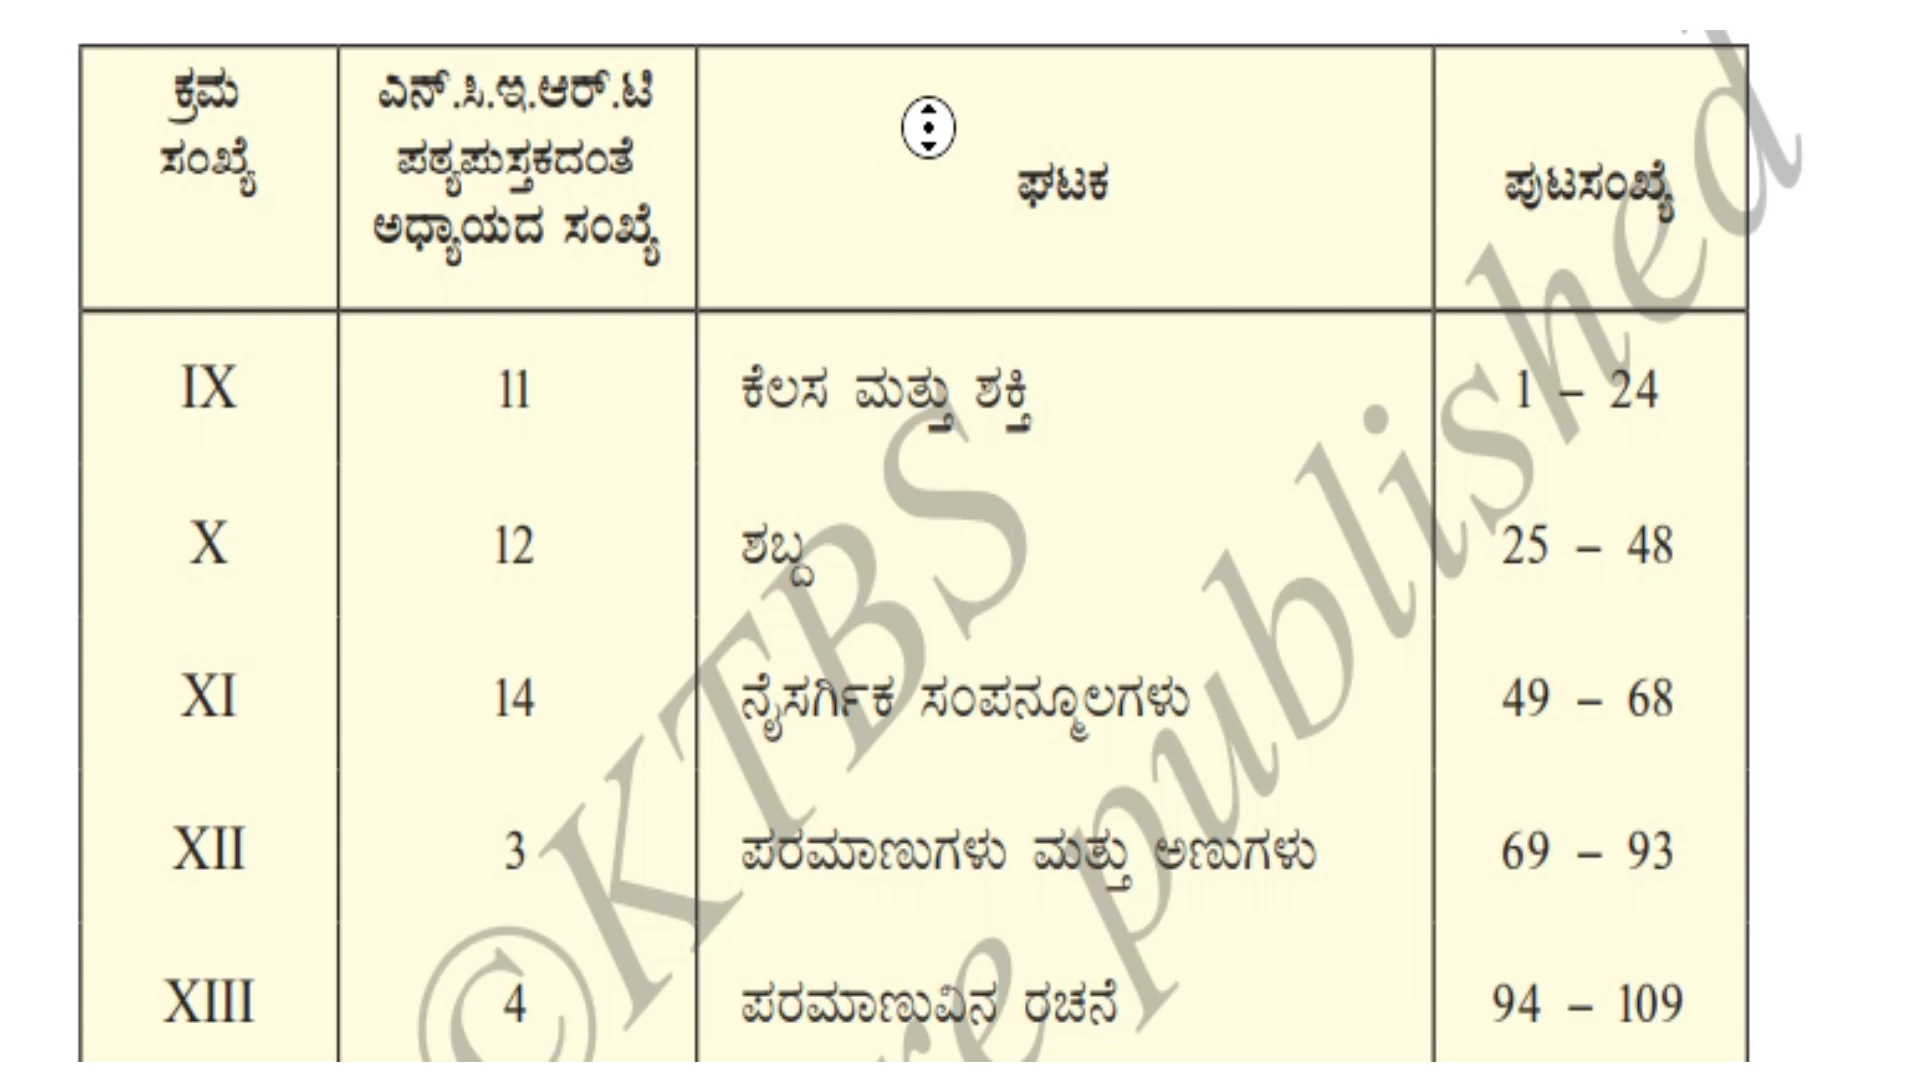 ಕ್ರಮ ಸಂಖ್ಯೆ ಎನ್.ಸಿ.ಇ.ಆರ್.ಟಿ ಪಠ್ಯಪುಸ್ತಕದಂತೆ ಅಧ್ಯಾಯದ ಸಂಖ್ಯೆ ಘಟಕ ಪುಟಸಂಖ್ಯೆ
IX 11 ಕೆಲಸ ಮತ್ತು ಶಕ್ತಿ 1 – 24
X 12 ಶಬ್ದ 25 – 48
XI 14 ನೈಸರ್ಗಿಕ ಸಂಪನ್ಮೂಲಗಳು 49 – 68
XII 3 ಪರಮಾಣುಗಳು ಮತ್ತು ಅಣುಗಳು 69 – 93
XIII 4 ಪರಮಾಣುವಿನ ರಚನೆ 94 – 109
©KTBS
published